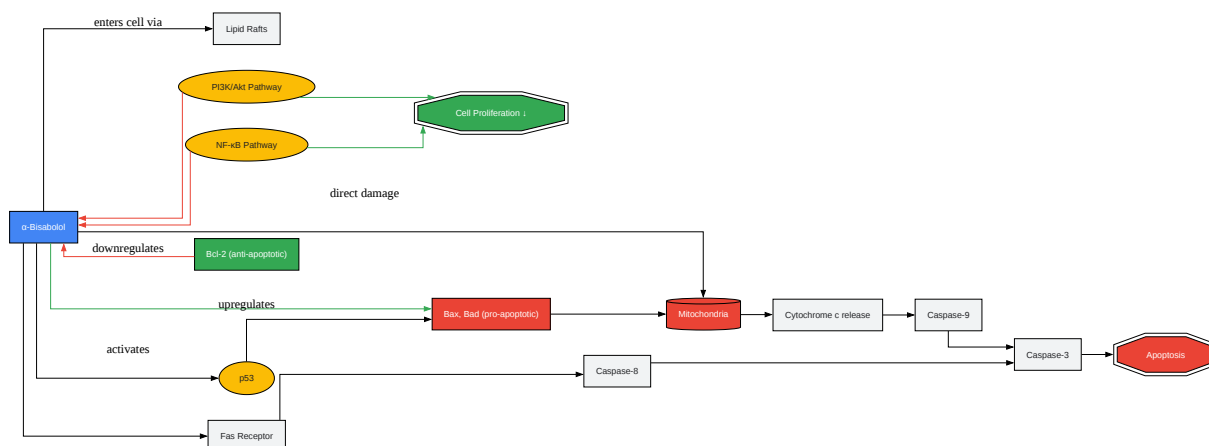 enters cell via
Lipid Rafts
PI3K/Akt Pathway
Cell Proliferation ↓
NF-κB Pathway
direct damage
α-Bisabolol
downregulates
Bcl-2 (anti-apoptotic)
upregulates
Bax, Bad (pro-apoptotic)
Mitochondria
Cytochrome c release
Caspase-9
activates
Caspase-3
Apoptosis
Caspase-8
p53
Fas Receptor